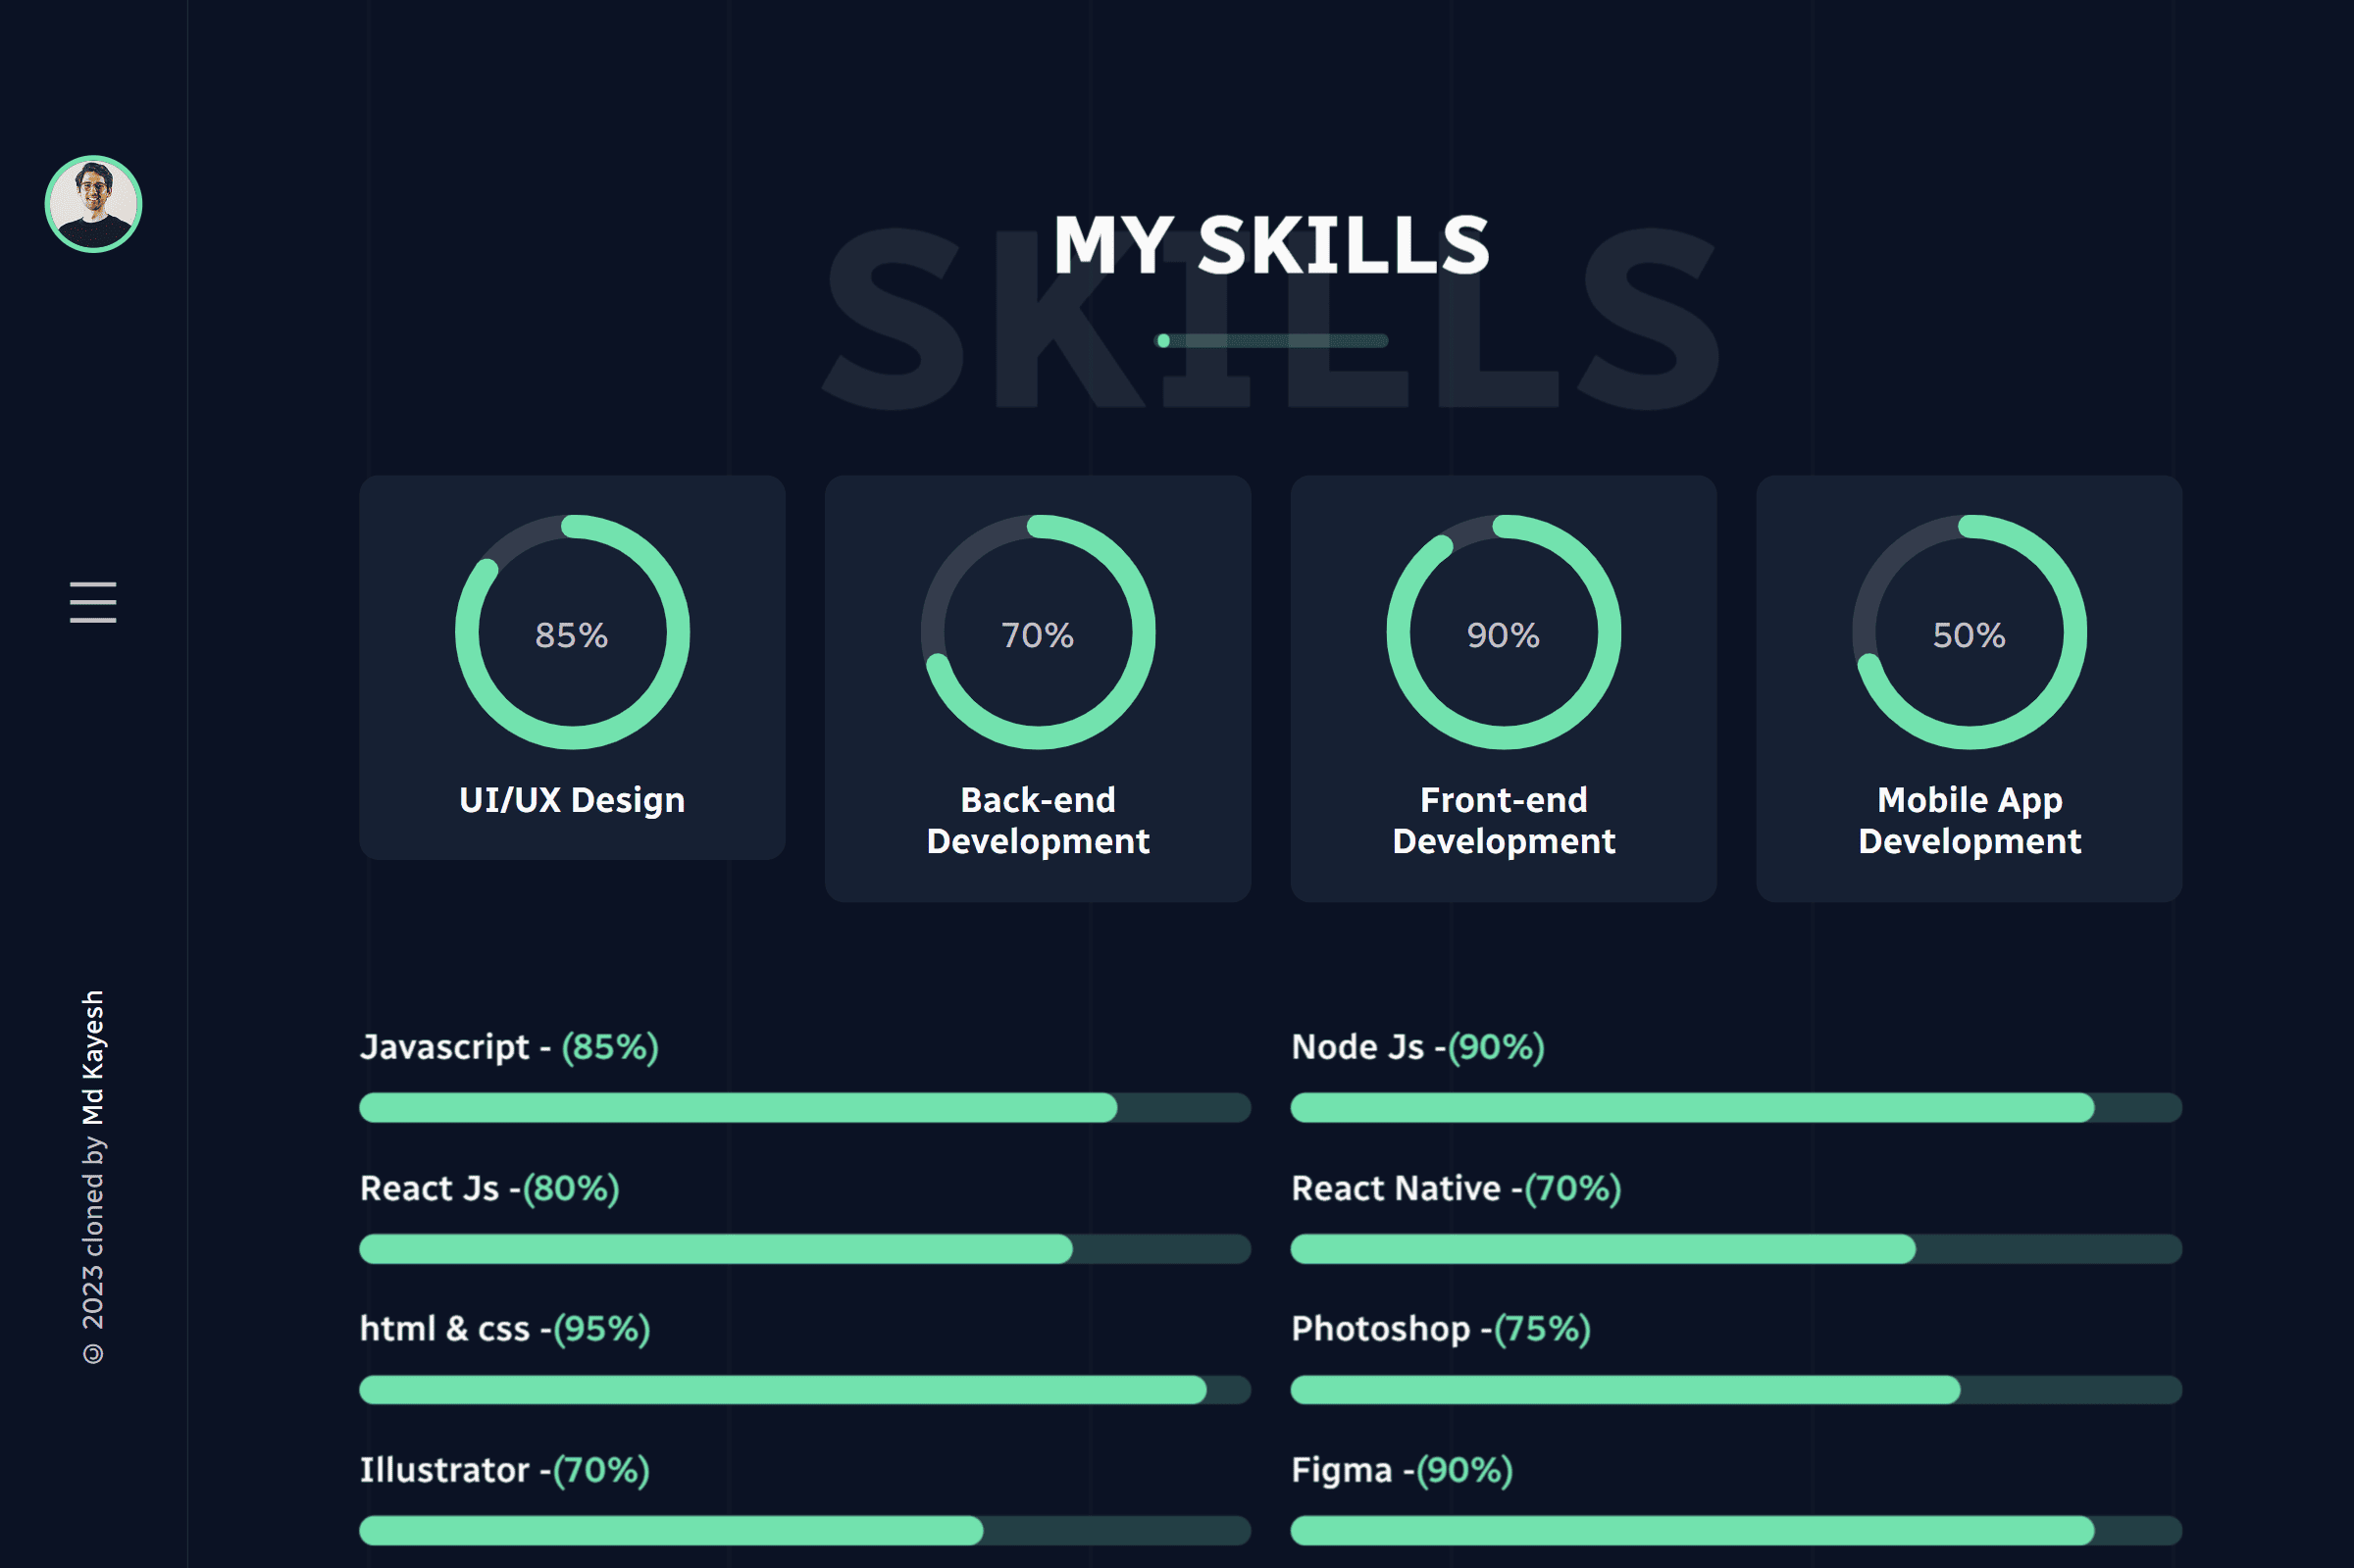 MY SKILLS
SKILLS
85%
70%
90%
50%
UI/UX Design
Back-end
Development
Front-end
Development
Mobile App
Development
Javascript - (85%)
Node Js -(90%)
React Js -(80%)
React Native -(70%)
html & css -(95%)
Photoshop -(75%)
Illustrator -(70%)
Figma -(90%)
© 2023 cloned by Md Kayesh